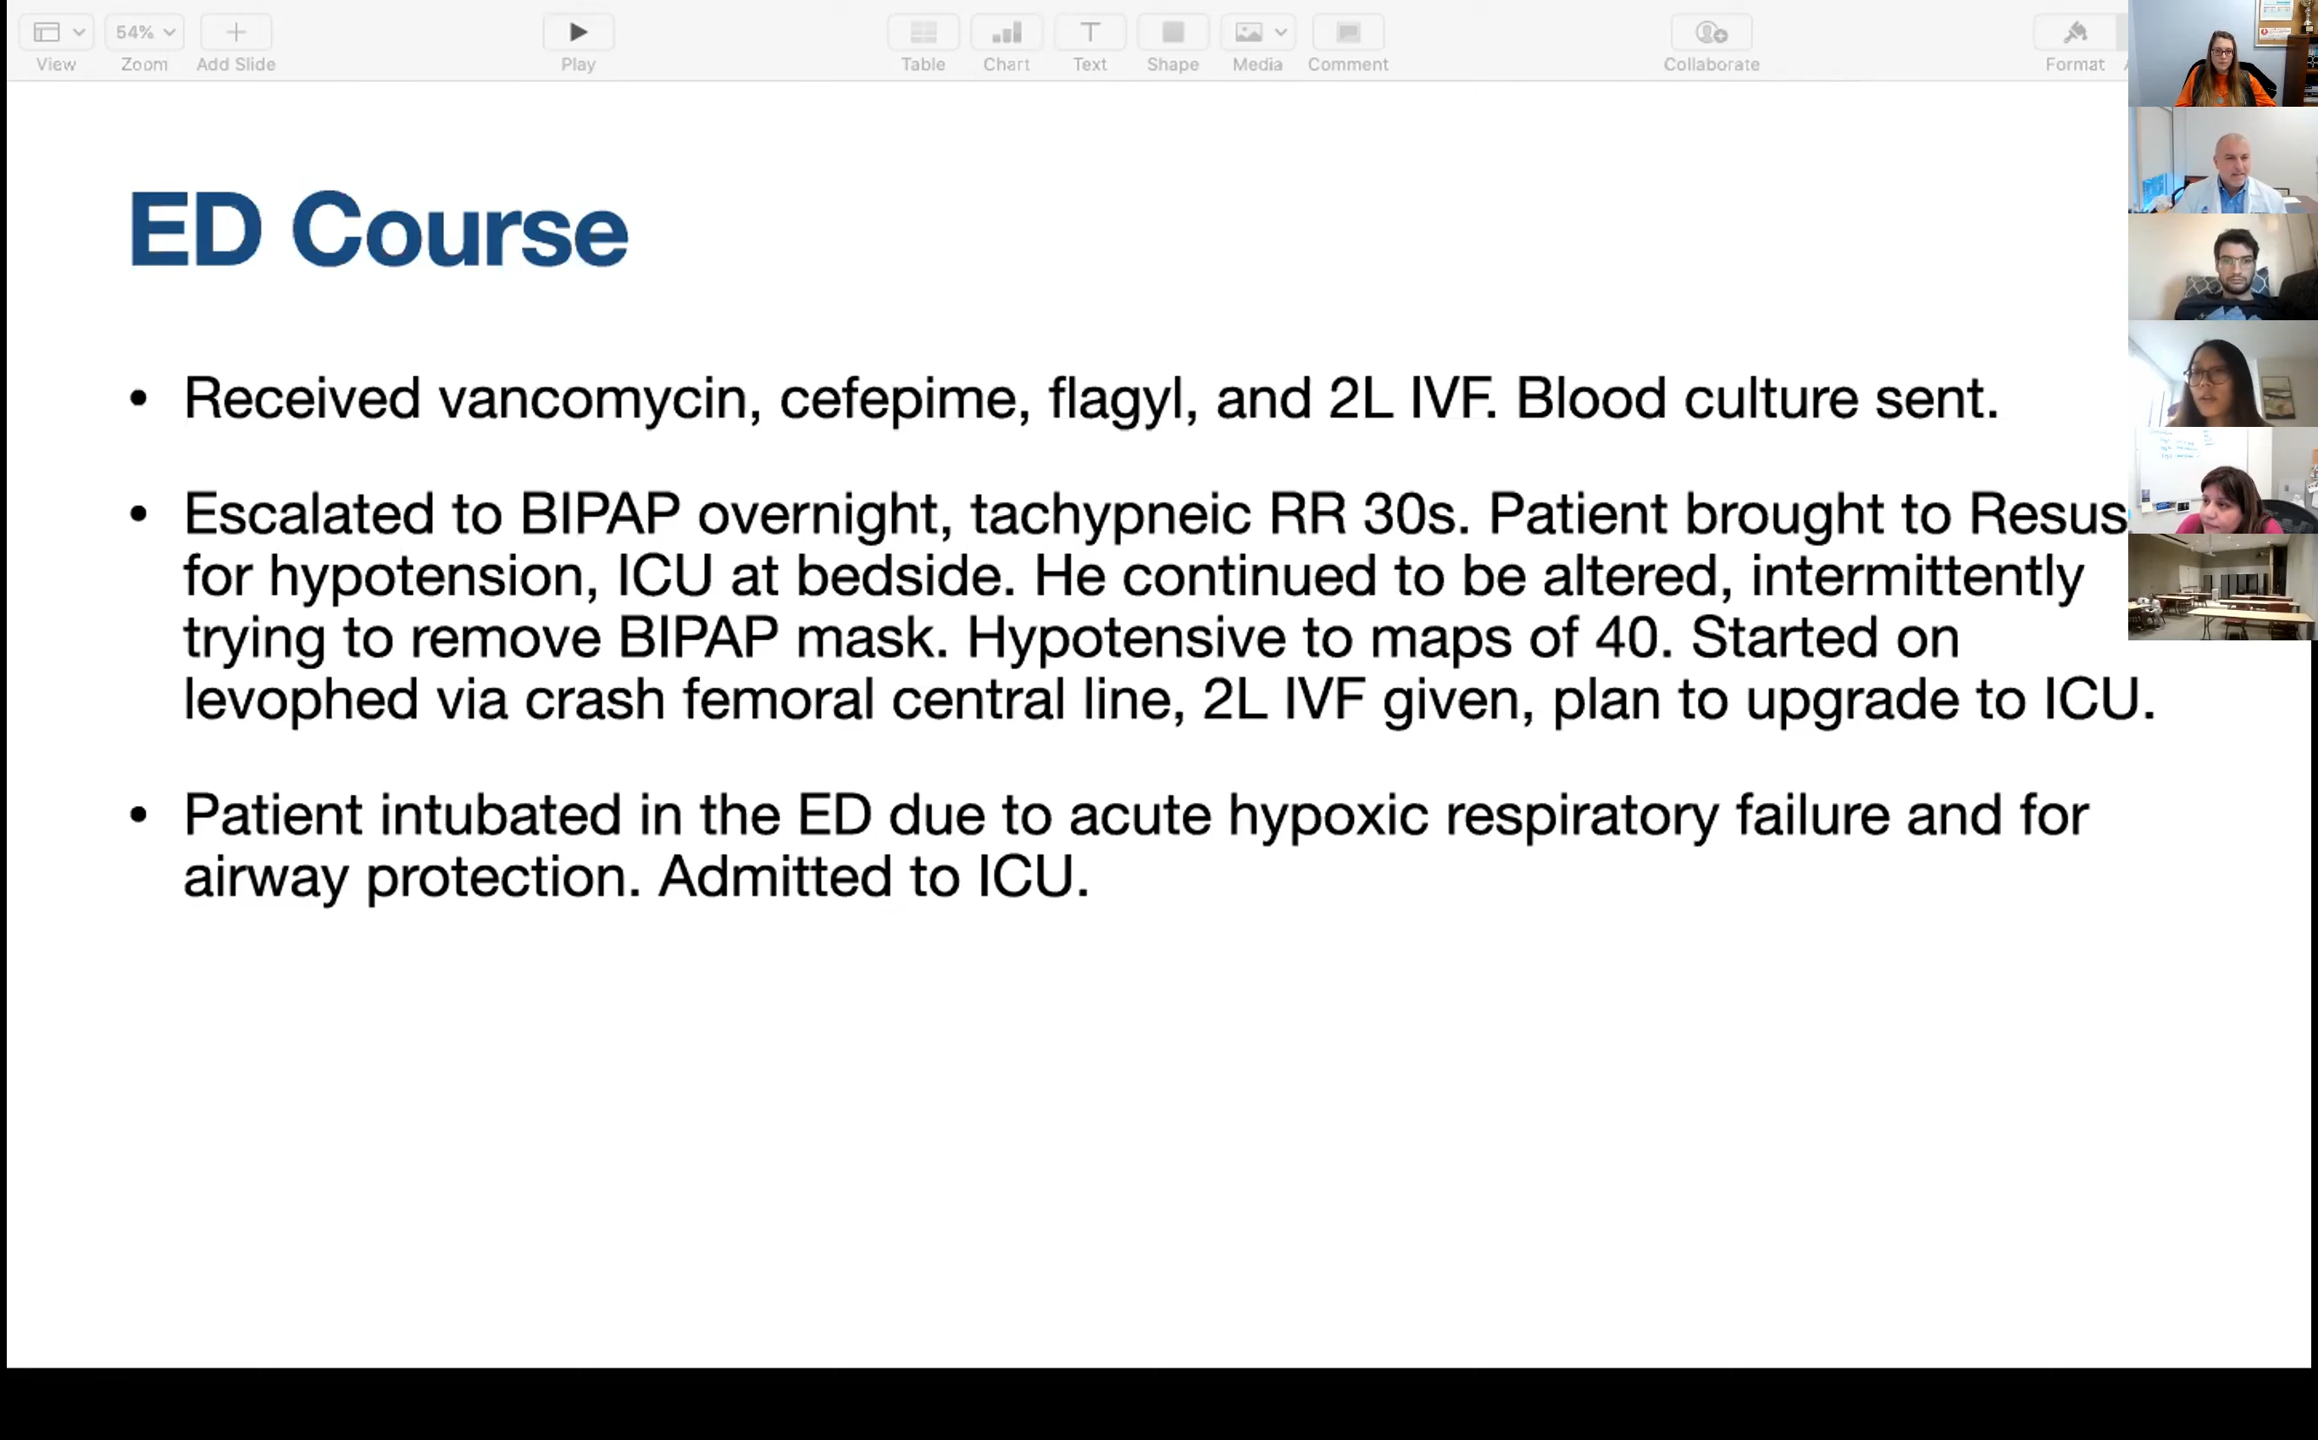 54%
View
Zoom
Add Slide
Play
Table
Chart
Text
Shape
Media
Comment
Collaborate
Format
ED Course
• Received vancomycin, cefepime, flagyl, and 2L IVF. Blood culture sent.
• Escalated to BIPAP overnight, tachypneic RR 30s. Patient brought to Resus
for hypotension, ICU at bedside. He continued to be altered, intermittently
trying to remove BIPAP mask. Hypotensive to maps of 40. Started on
levophed via crash femoral central line, 2L IVF given, plan to upgrade to ICU.
• Patient intubated in the ED due to acute hypoxic respiratory failure and for
airway protection. Admitted to ICU.